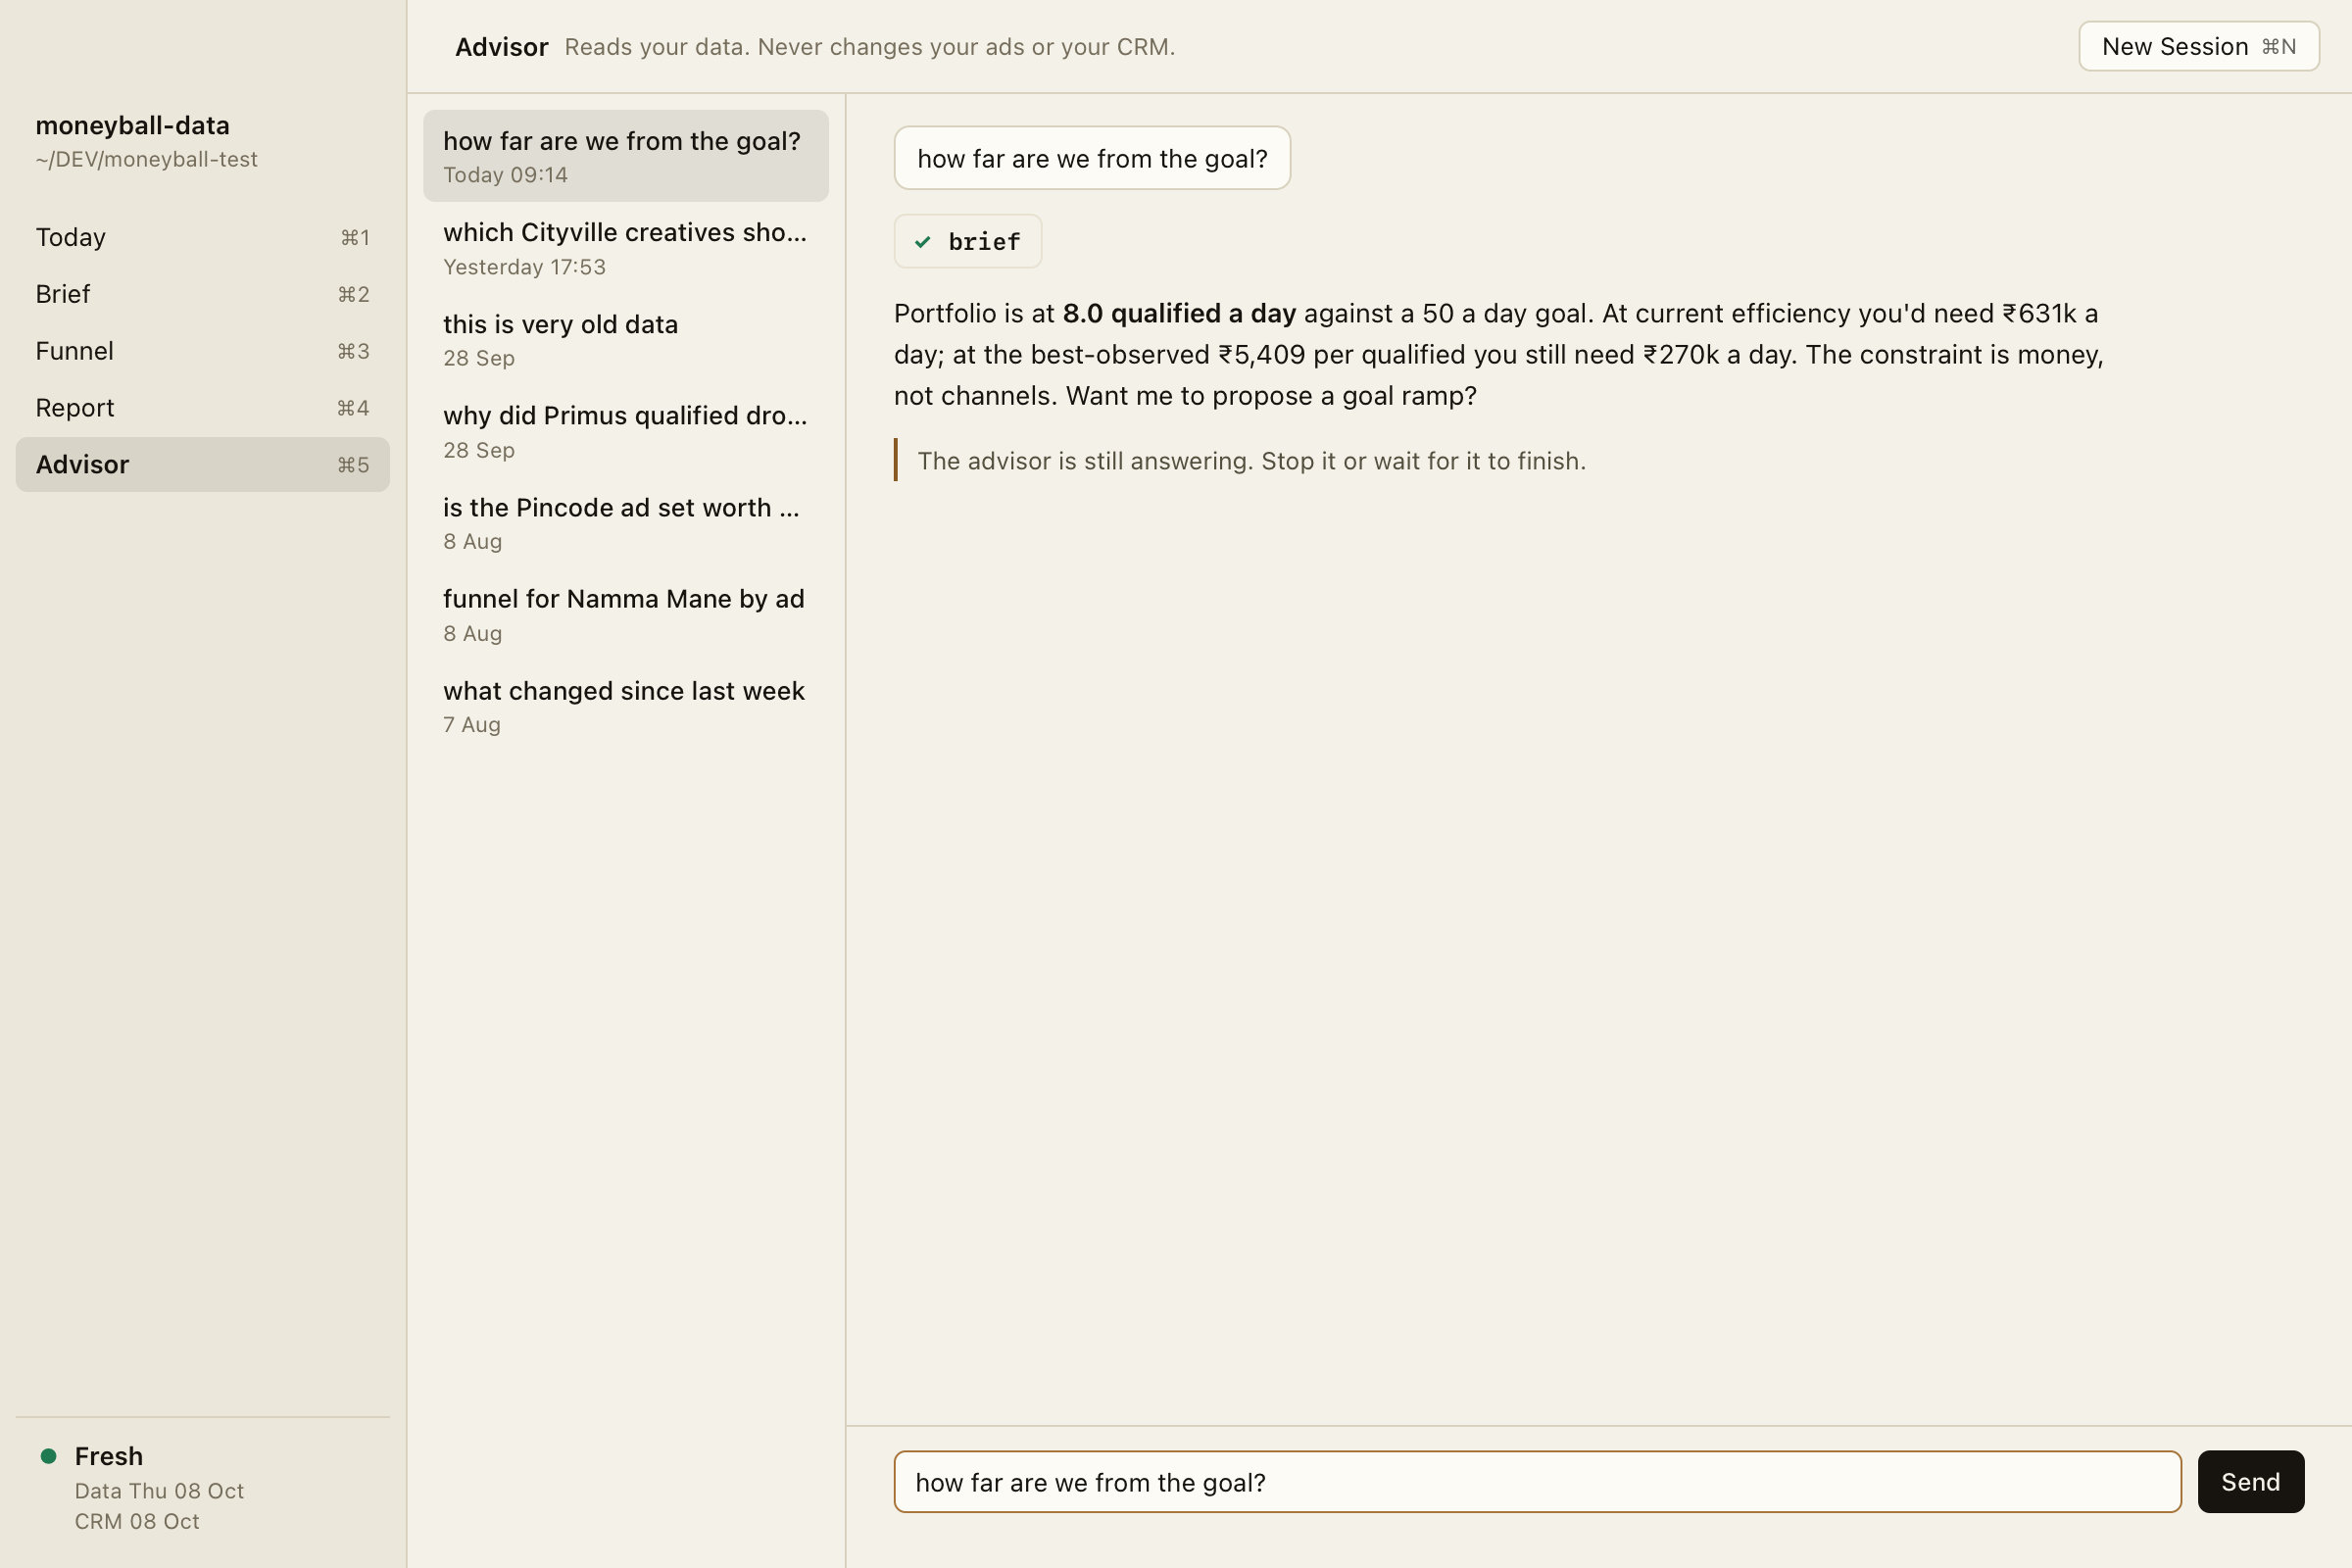 moneyball-data
~/DEV/moneyball-test
Today ⌘1
Brief ⌘2
Funnel ⌘3
Report ⌘4
Advisor ⌘5
Fresh
Data Thu 08 Oct
CRM 08 Oct
Advisor Reads your data. Never changes your ads or your CRM.
New Session ⌘N
how far are we from the goal?
Today 09:14
which Cityville creatives sho...
Yesterday 17:53
this is very old data
28 Sep
why did Primus qualified dro...
28 Sep
is the Pincode ad set worth ...
8 Aug
funnel for Namma Mane by ad
8 Aug
what changed since last week
7 Aug
how far are we from the goal?
✓ brief
Portfolio is at 8.0 qualified a day against a 50 a day goal. At current efficiency you'd need ₹631k a
day; at the best-observed ₹5,409 per qualified you still need ₹270k a day. The constraint is money,
not channels. Want me to propose a goal ramp?
The advisor is still answering. Stop it or wait for it to finish.
how far are we from the goal?
Send